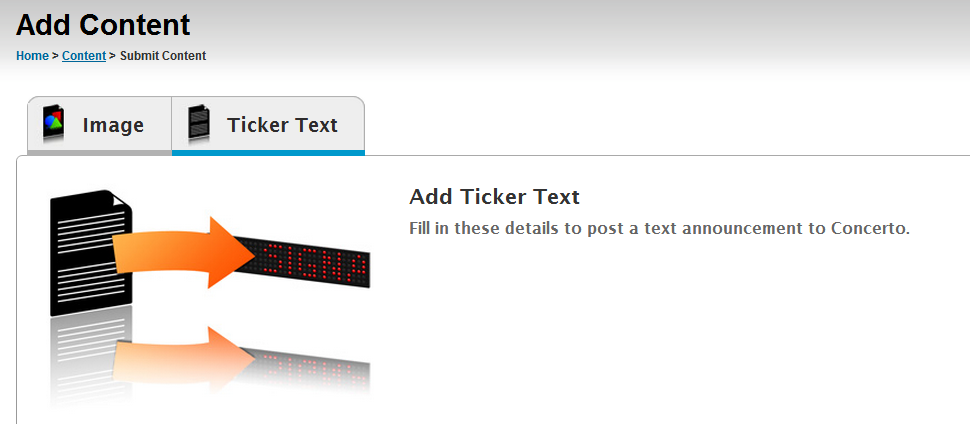 Add Content
Home > Content > Submit Content
Image
Ticker Text
Add Ticker Text
Fill in these details to post a text announcement to Concerto.